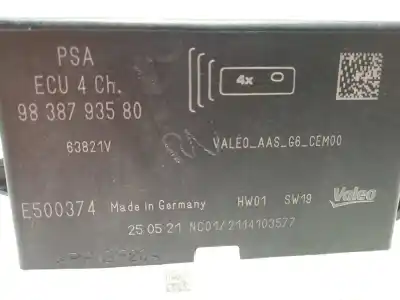 PSA
ECU 4 Ch.
98 387 935 80
4x
63821V
VALEO_AAS_G6_CEM00
E500374 Made in Germany HW01 SW19 Valeo
25.05.21 NC01/2114103577